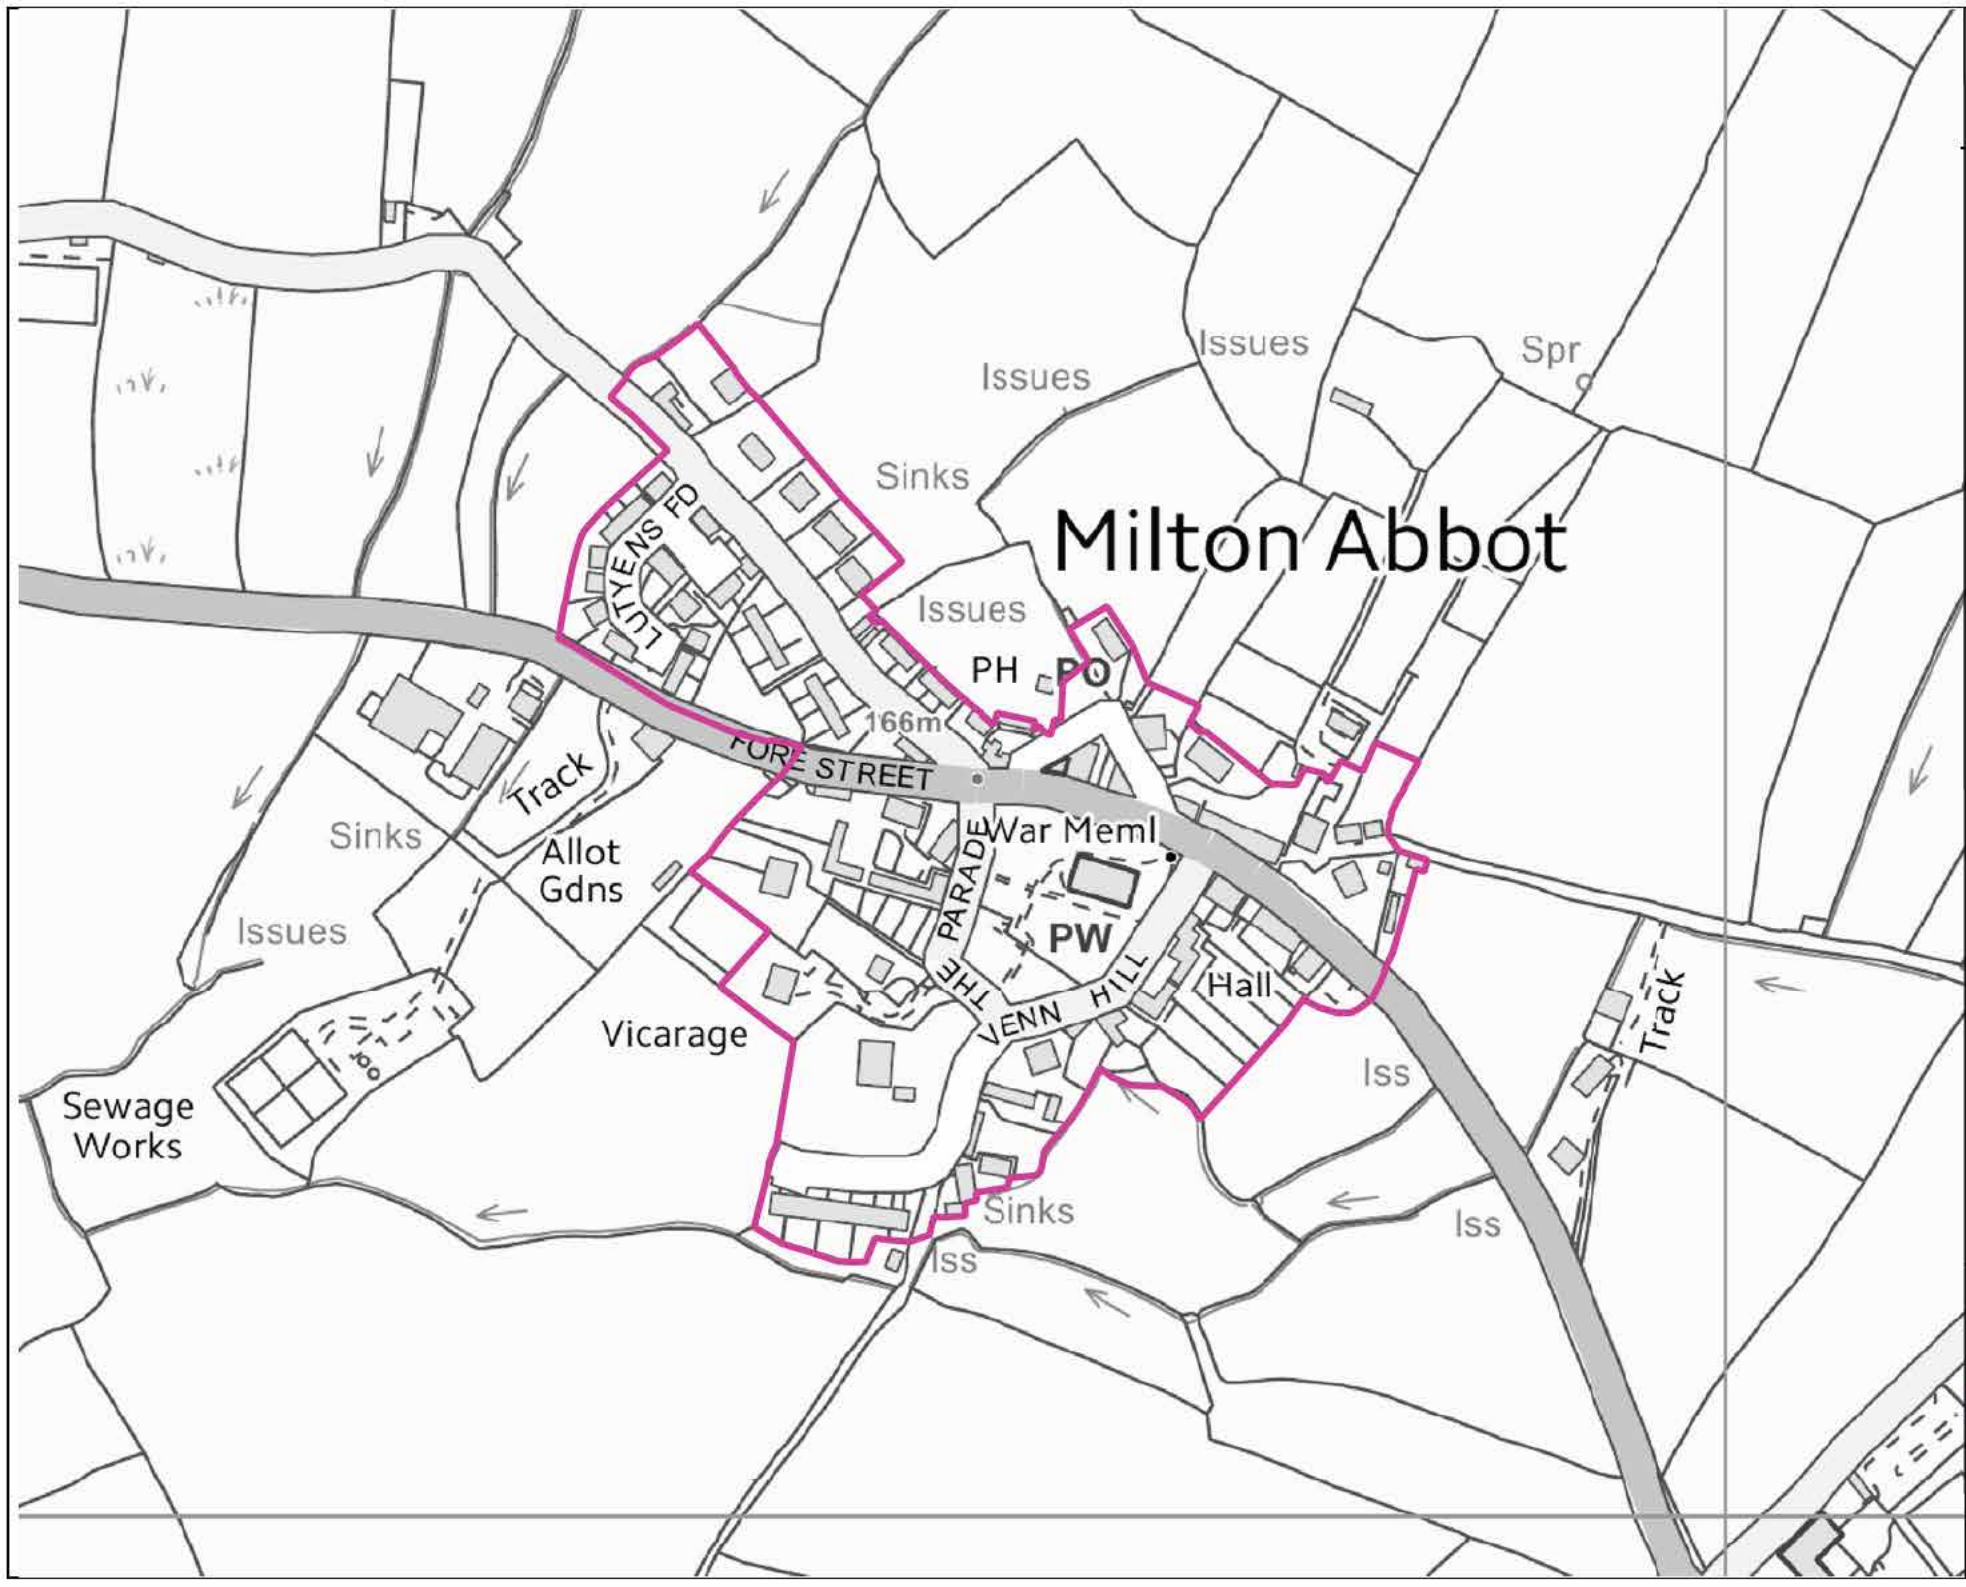 Issues
Spr
Issues
Sinks
Milton Abbot
LUTYENS FD
Issues
PH
PO
166m
FORE STREET
Track
War Meml
Sinks
Allot
Gdns
THE PARADE
Issues
PW
Hall
Track
VENN HILL
Vicarage
Iss
Sewage
Works
Sinks
Iss
Iss